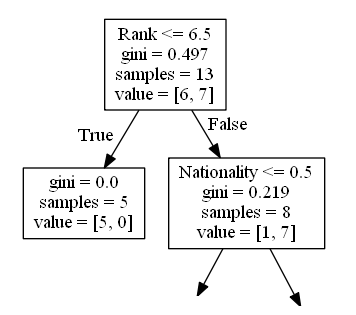 Rank <= 6.5
gini = 0.497
samples = 13
value = [6, 7]
True
False
gini = 0.0
samples = 5
value = [5, 0]
Nationality <= 0.5
gini = 0.219
samples = 8
value = [1, 7]